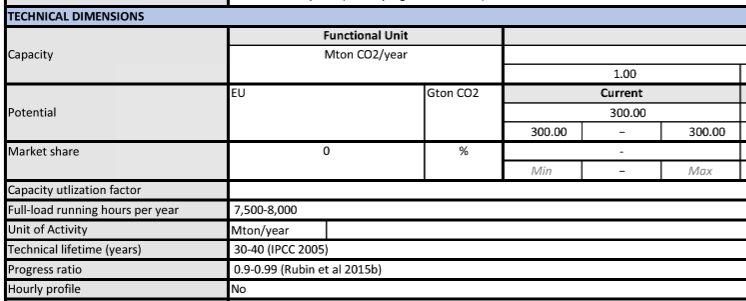 TECHNICAL DIMENSIONS
Functional Unit
Capacity
Mton CO2/year
1.00
EU
Gton CO2
Current
Potential
300.00
300.00 – 300.00
Market share
0
%
-
Min – Max
Capacity utlization factor
Full-load running hours per year 7,500-8,000
Unit of Activity Mton/year
Technical lifetime (years) 30-40 (IPCC 2005)
Progress ratio 0.9-0.99 (Rubin et al 2015b)
Hourly profile No